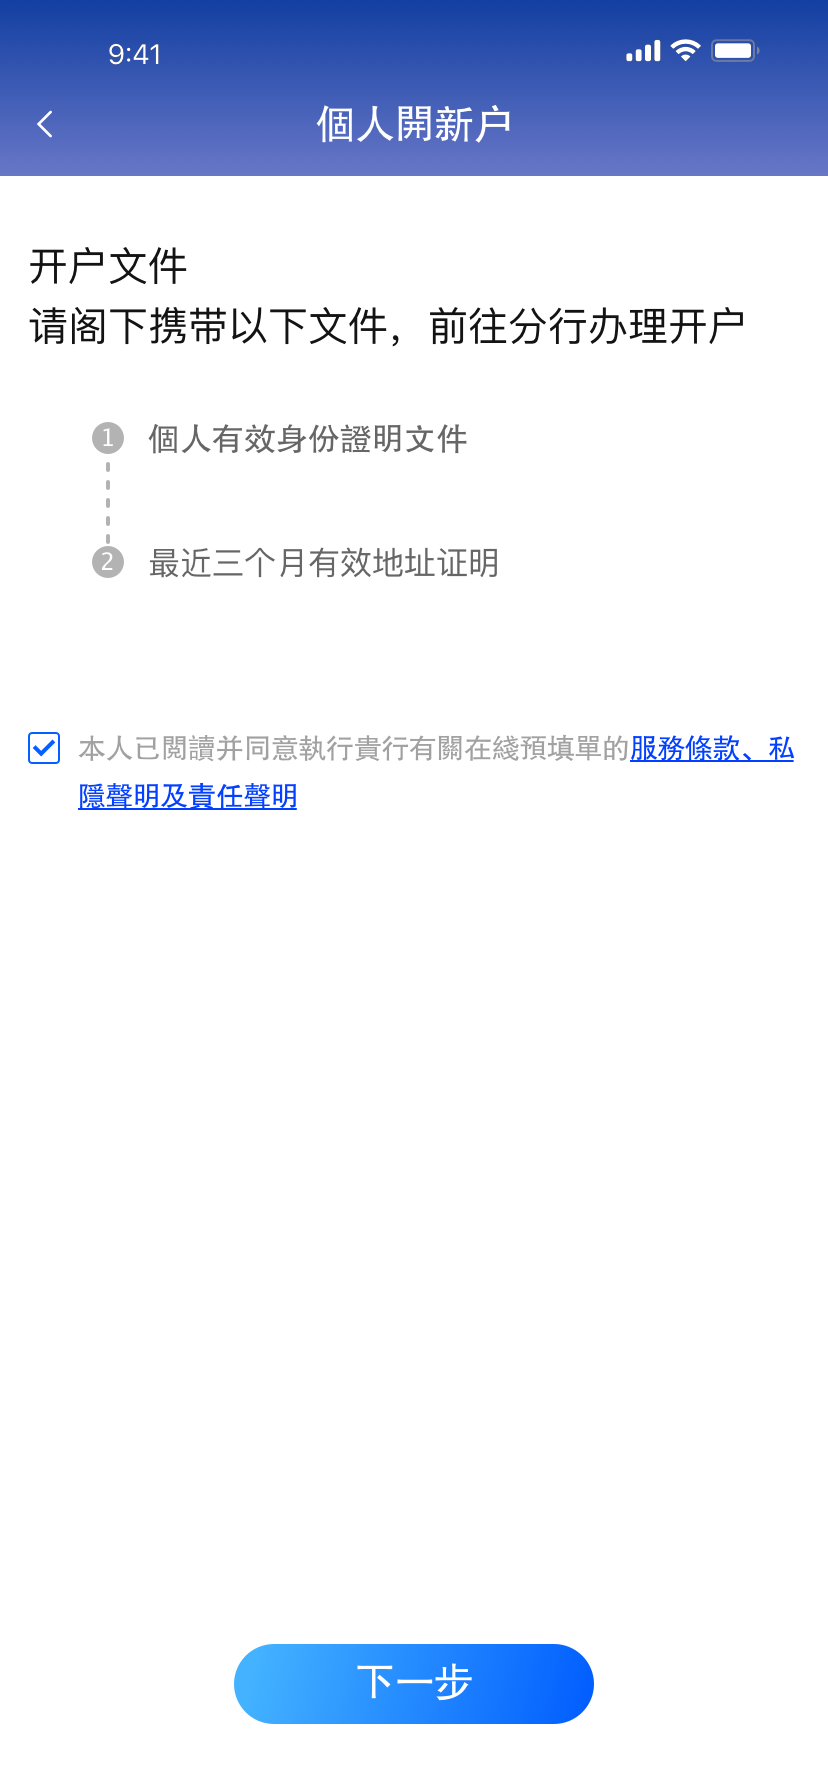 9:41
個人開新户
开户文件
请阁下携带以下文件，前往分行办理开户
1 個人有效身份證明文件
2 最近三个月有效地址证明
本人已閲讀并同意執行貴行有關在綫預填單的服務條款、私
隱聲明及責任聲明
下一步